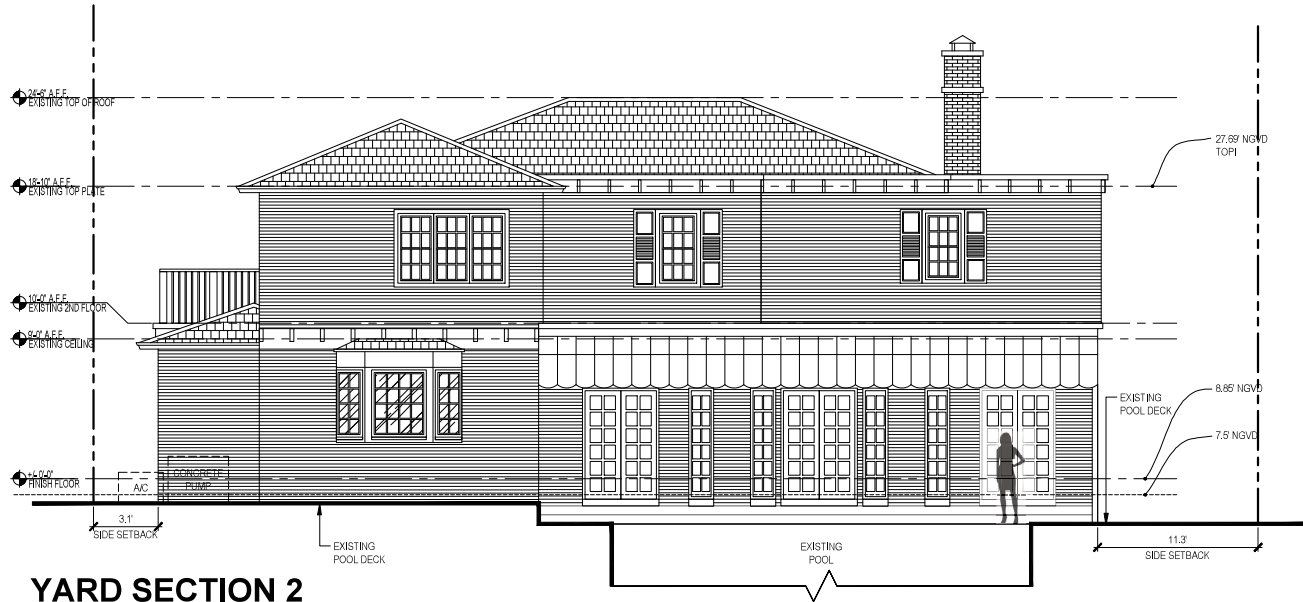 24'-6" A.F.F.
EXISTING TOP OF ROOF
27.69' NGVD
TOPI
18'-10" A.F.F.
EXISTING TOP PLATE
10'-0" A.F.F.
EXISTING 2ND FLOOR
9'-0" A.F.F.
EXISTING CEILING
8.85' NGVD
EXISTING
POOL DECK
7.5' NGVD
+/-0'-0"
FINISH FLOOR
A/C
CONCRETE
PUMP
3.1'
SIDE SETBACK
EXISTING
POOL DECK
EXISTING
POOL
11.3'
SIDE SETBACK
YARD SECTION 2